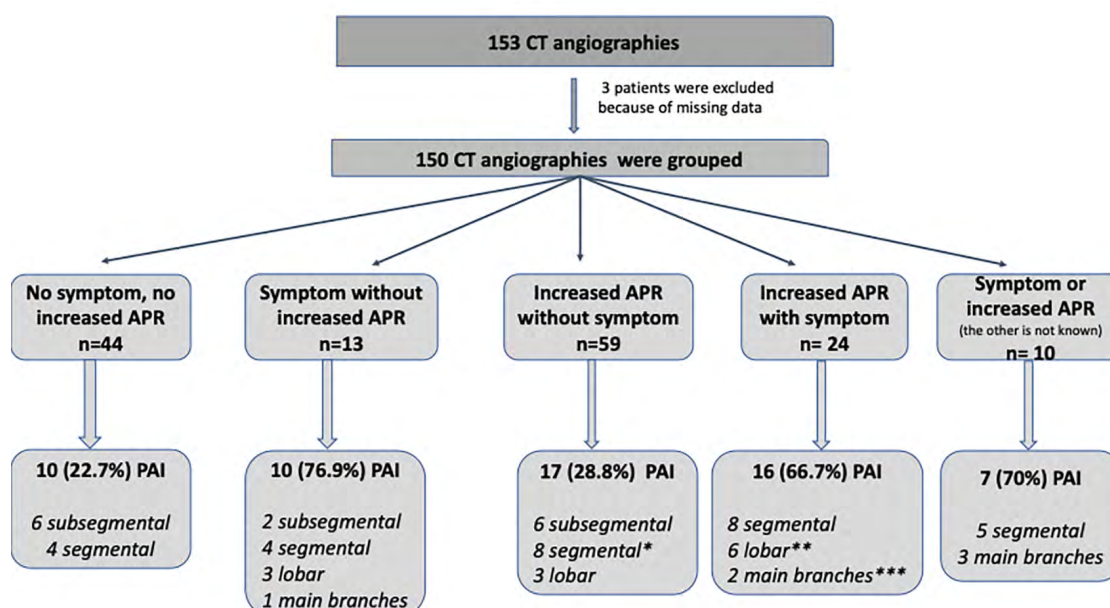 153 CT angiographies
3 patients were excluded
because of missing data
150 CT angiographies were grouped
No symptom, no
increased APR
n=44
Symptom without
increased APR
n=13
Increased APR
without symptom
n=59
Increased APR
with symptom
n= 24
Symptom or
increased APR
(the other is not known)
n= 10
10 (22.7%) PAI
6 subsegmental
4 segmental
10 (76.9%) PAI
2 subsegmental
4 segmental
3 lobar
1 main branches
17 (28.8%) PAI
6 subsegmental
8 segmental*
3 lobar
16 (66.7%) PAI
8 segmental
6 lobar**
2 main branches***
7 (70%) PAI
5 segmental
3 main branches